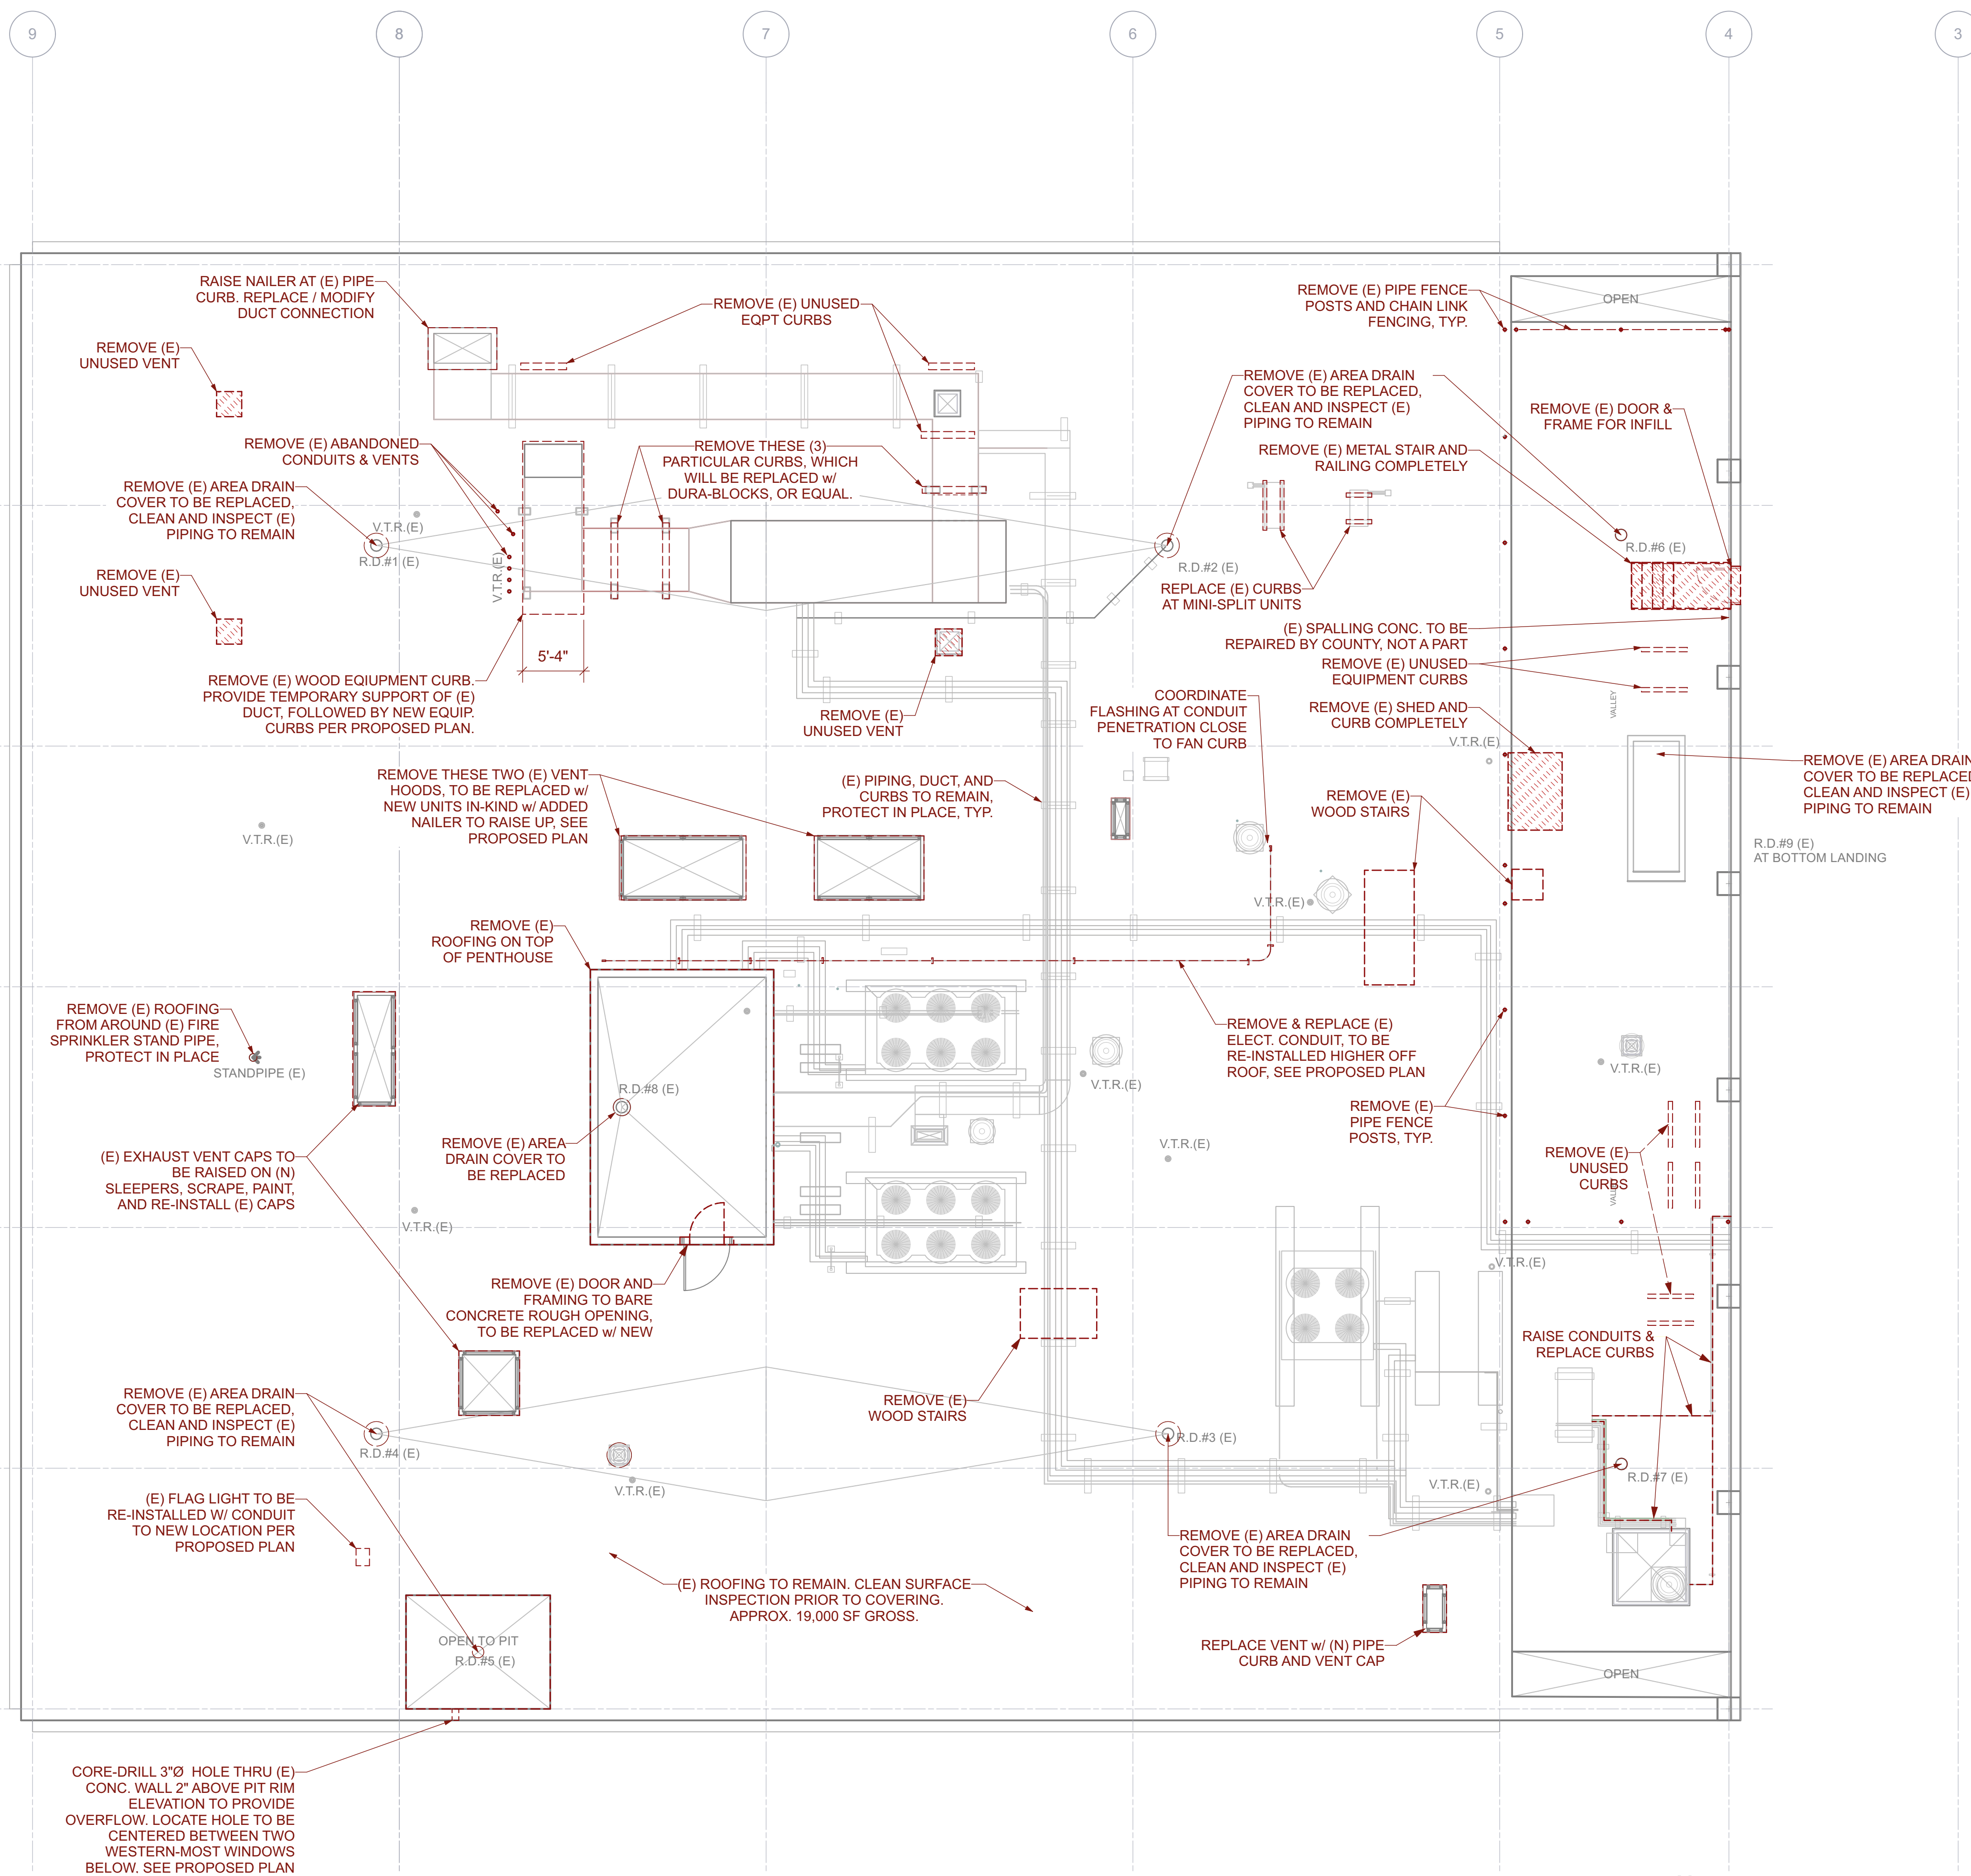 9
8
7
6
5
4
3
RAISE NAILER AT (E) PIPE
CURB. REPLACE / MODIFY
DUCT CONNECTION
REMOVE (E)
UNUSED VENT
REMOVE (E) UNUSED
EQPT CURBS
REMOVE (E) PIPE FENCE
POSTS AND CHAIN LINK
FENCING, TYP.
OPEN
REMOVE (E) AREA DRAIN
COVER TO BE REPLACED,
CLEAN AND INSPECT (E)
PIPING TO REMAIN
REMOVE (E) DOOR &
FRAME FOR INFILL
REMOVE (E) ABANDONED
CONDUITS & VENTS
REMOVE THESE (3)
PARTICULAR CURBS, WHICH
WILL BE REPLACED w/
DURA-BLOCKS, OR EQUAL.
REMOVE (E) METAL STAIR AND
RAILING COMPLETELY
REMOVE (E) AREA DRAIN
COVER TO BE REPLACED,
CLEAN AND INSPECT (E)
PIPING TO REMAIN
V.T.R.(E)
R.D.#1 (E)
V.T.R.(E)
R.D.#2 (E)
R.D.#6 (E)
REMOVE (E)
UNUSED VENT
REPLACE (E) CURBS
AT MINI-SPLIT UNITS
(E) SPALLING CONC. TO BE
REPAIRED BY COUNTY, NOT A PART
REMOVE (E) UNUSED
EQUIPMENT CURBS
5'-4"
REMOVE (E) WOOD EQIUPMENT CURB.
PROVIDE TEMPORARY SUPPORT OF (E)
DUCT, FOLLOWED BY NEW EQUIP.
CURBS PER PROPOSED PLAN.
REMOVE (E)
UNUSED VENT
COORDINATE
FLASHING AT CONDUIT
PENETRATION CLOSE
TO FAN CURB
REMOVE (E) SHED AND
CURB COMPLETELY
VALLEY
V.T.R.(E)
REMOVE (E) AREA DRAIN
COVER TO BE REPLACED
CLEAN AND INSPECT (E)
PIPING TO REMAIN
REMOVE THESE TWO (E) VENT
HOODS, TO BE REPLACED w/
NEW UNITS IN-KIND w/ ADDED
NAILER TO RAISE UP, SEE
PROPOSED PLAN
(E) PIPING, DUCT, AND
CURBS TO REMAIN,
PROTECT IN PLACE, TYP.
REMOVE (E)
WOOD STAIRS
V.T.R.(E)
R.D.#9 (E)
AT BOTTOM LANDING
V.T.R.(E)
REMOVE (E)
ROOFING ON TOP
OF PENTHOUSE
REMOVE (E) ROOFING
FROM AROUND (E) FIRE
SPRINKLER STAND PIPE,
PROTECT IN PLACE
STANDPIPE (E)
REMOVE & REPLACE (E)
ELECT. CONDUIT, TO BE
RE-INSTALLED HIGHER OFF
ROOF, SEE PROPOSED PLAN
V.T.R.(E)
V.T.R.(E)
R.D.#8 (E)
REMOVE (E)
PIPE FENCE
POSTS, TYP.
REMOVE (E) AREA
DRAIN COVER TO
BE REPLACED
V.T.R.(E)
(E) EXHAUST VENT CAPS TO
BE RAISED ON (N)
SLEEPERS, SCRAPE, PAINT,
AND RE-INSTALL (E) CAPS
REMOVE (E)
UNUSED
CURBS
VALLEY
V.T.R.(E)
V.T.R.(E)
REMOVE (E) DOOR AND
FRAMING TO BARE
CONCRETE ROUGH OPENING,
TO BE REPLACED w/ NEW
RAISE CONDUITS &
REPLACE CURBS
REMOVE (E) AREA DRAIN
COVER TO BE REPLACED,
CLEAN AND INSPECT (E)
PIPING TO REMAIN
REMOVE (E)
WOOD STAIRS
R.D.#4 (E)
R.D.#3 (E)
V.T.R.(E)
V.T.R.(E)
R.D.#7 (E)
(E) FLAG LIGHT TO BE
RE-INSTALLED W/ CONDUIT
TO NEW LOCATION PER
PROPOSED PLAN
REMOVE (E) AREA DRAIN
COVER TO BE REPLACED,
CLEAN AND INSPECT (E)
PIPING TO REMAIN
(E) ROOFING TO REMAIN. CLEAN SURFACE
INSPECTION PRIOR TO COVERING.
APPROX. 19,000 SF GROSS.
OPEN TO PIT
R.D.#5 (E)
REPLACE VENT w/ (N) PIPE
CURB AND VENT CAP
OPEN
CORE-DRILL 3"Ø HOLE THRU (E)
CONC. WALL 2" ABOVE PIT RIM
ELEVATION TO PROVIDE
OVERFLOW. LOCATE HOLE TO BE
CENTERED BETWEEN TWO
WESTERN-MOST WINDOWS
BELOW. SEE PROPOSED PLAN